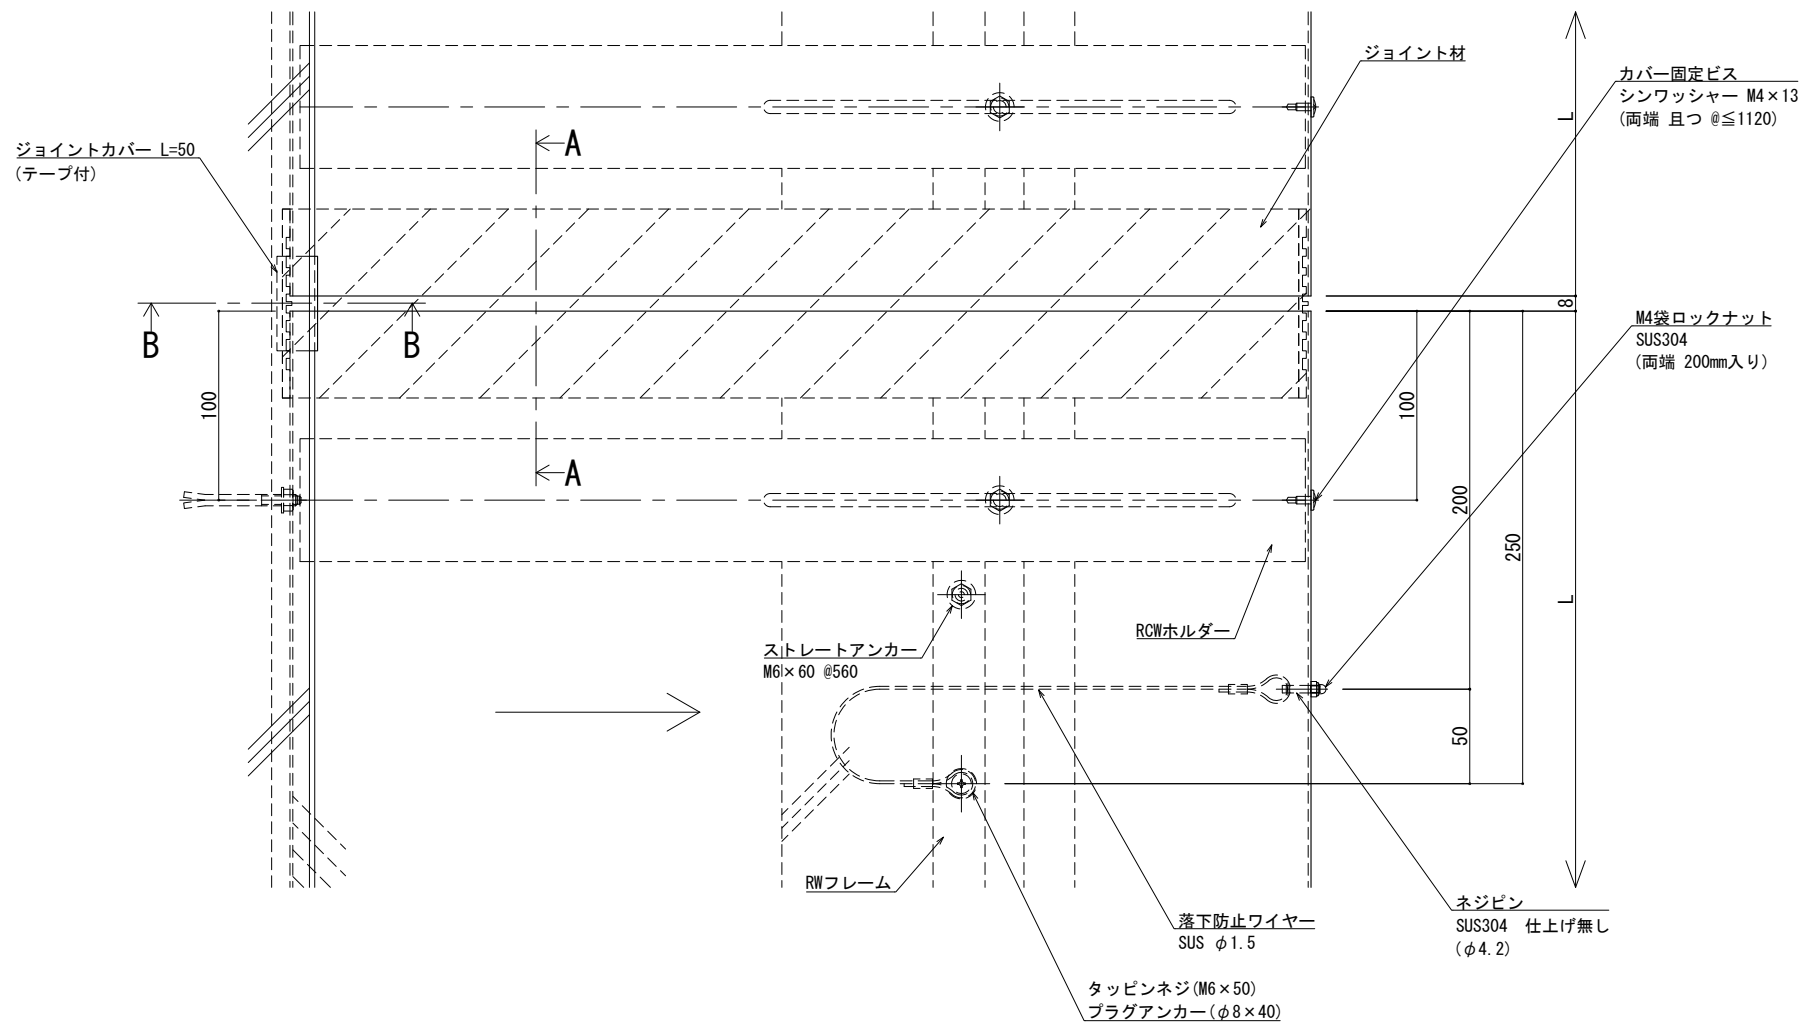 ジョイント材
カバー固定ビス
シンワッシャー M4×13
(両端 且つ @≦1120)
L
ジョイントカバー L=50
(テープ付)
A
B
B
8
M4袋ロックナット
SUS304
(両端 200mm入り)
100
100
A
200
250
L
RCWホルダー
ストレートアンカー
M6×60 @560
50
RWフレーム
ネジピン
SUS304 仕上げ無し
(φ4.2)
落下防止ワイヤー
SUS φ1.5
タッピンネジ(M6×50)
プラグアンカー(φ8×40)